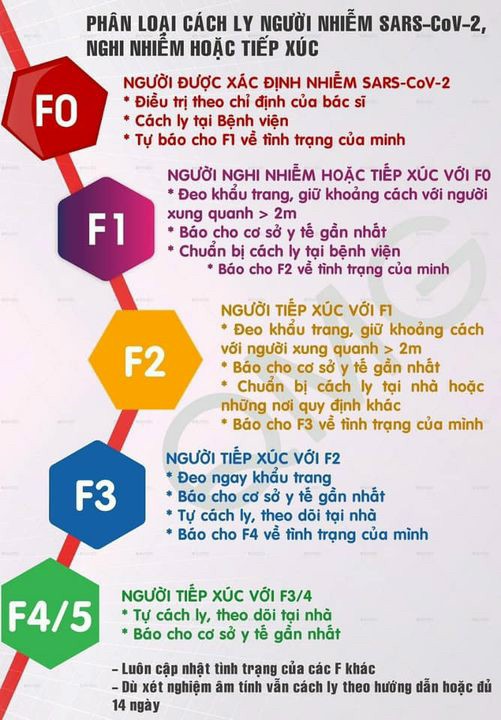 PHÂN LOẠI CÁCH LY NGƯỜI NHIỄM SARS-CoV-2,
NGHI NHIỄM HOẶC TIẾP XÚC
F0
NGƯỜI ĐƯỢC XÁC ĐỊNH NHIỄM SARS-CoV-2
* Điều trị theo chỉ định của bác sĩ
* Cách ly tại Bệnh viện
* Tự báo cho F1 về tình trạng của minh
F1
NGƯỜI NGHI NHIỄM HOẶC TIẾP XÚC VỚI F0
* Đeo khẩu trang, giữ khoảng cách với người
xung quanh > 2m
* Báo cho cơ sở y tế gần nhất
* Chuẩn bị cách ly tại bệnh viện
* Báo cho F2 về tình trạng của minh
F2
NGƯỜI TIẾP XÚC VỚI F1
* Đeo khẩu trang, giữ khoảng cách
với người xung quanh > 2m
* Báo cho cơ sở y tế gần nhất
* Chuẩn bị cách ly tại nhà hoặc
những nơi quy định khác
* Báo cho F3 về tình trạng của mình
F3
NGƯỜI TIẾP XÚC VỚI F2
* Đeo ngay khẩu trang
* Báo cho cơ sở y tế gần nhất
* Tự cách ly, theo dõi tại nhà
* Báo cho F4 về tình trạng của mình
F4/5
NGƯỜI TIẾP XÚC VỚI F3/4
* Tự cách ly, theo dõi tại nhà
* Báo cho cơ sở y tế gần nhất
– Luôn cập nhật tình trạng của các F khác
– Dù xét nghiệm âm tính vẫn cách ly theo hướng dẫn hoặc đủ
14 ngày